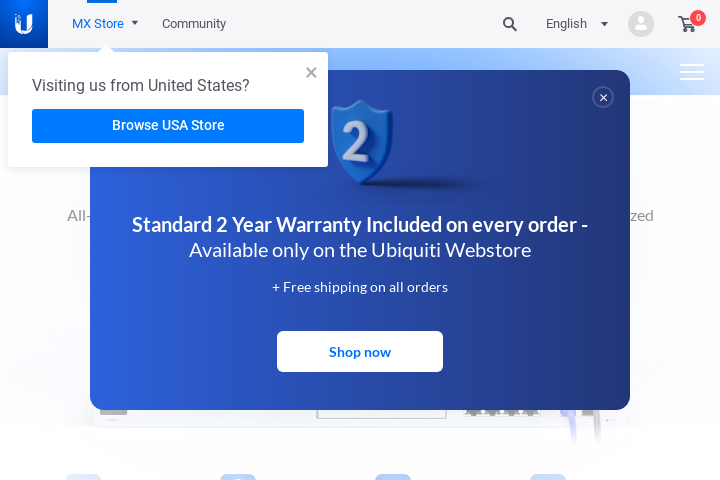 MX Store
Community
English
0
Visiting us from United States?
Browse USA Store
All-
zed
2
Standard 2 Year Warranty Included on every order -
Available only on the Ubiquiti Webstore
+ Free shipping on all orders
Shop now